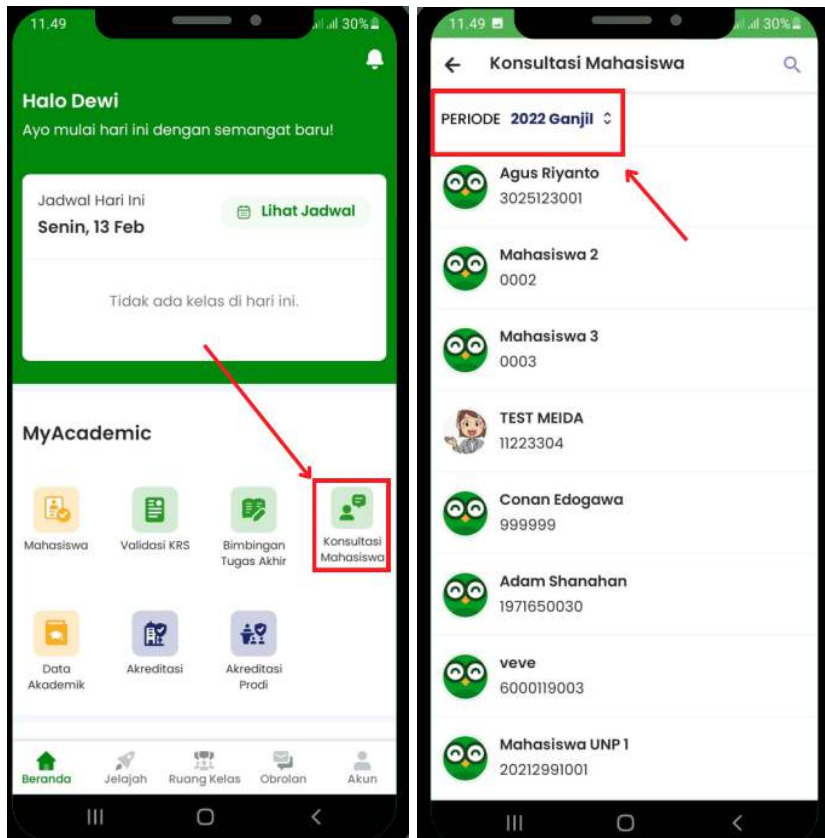 11.49
30%
Halo Dewi
Ayo mulai hari ini dengan semangat baru!
Jadwal Hari Ini
Senin, 13 Feb
Lihat Jadwal
Tidak ada kelas di hari ini.
MyAcademic
Mahasiswa
Validasi KRS
Bimbingan
Tugas Akhir
Konsultasi
Mahasiswa
Data
Akademik
Akreditasi
Akreditasi
Prodi
Beranda
Jelajah
Ruang Kelas
Obrolan
Akun
11.49
30%
Konsultasi Mahasiswa
PERIODE 2022 Ganjil
Agus Riyanto
3025123001
Mahasiswa 2
0002
Mahasiswa 3
0003
TEST MEIDA
11223304
Conan Edogawa
999999
Adam Shanahan
1971650030
veve
6000119003
Mahasiswa UNP 1
20212991001